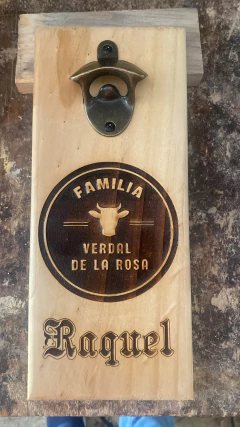 FAMILIA
VERDAL
DE LA ROSA
Raquel